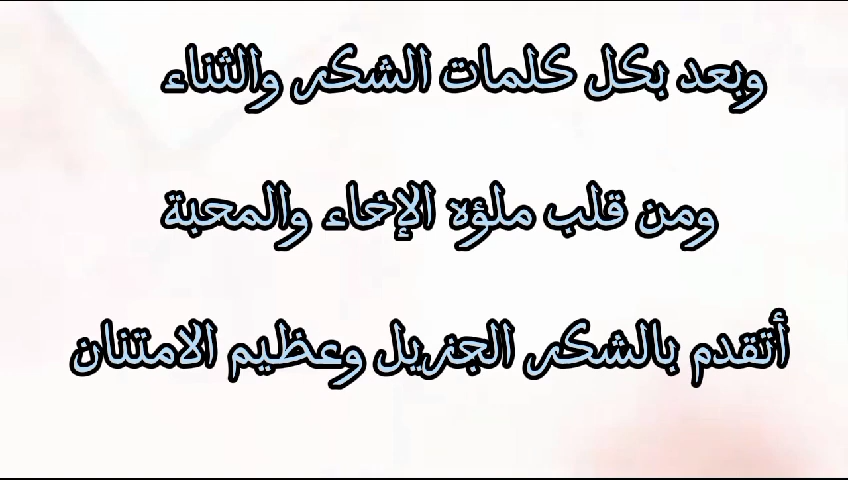 وبعد بكل كلمات الشكر والثناء
ومن قلب ملؤه الإخاء والمحبة
أتقدم بالشكر الجزيل وعظيم الامتنان